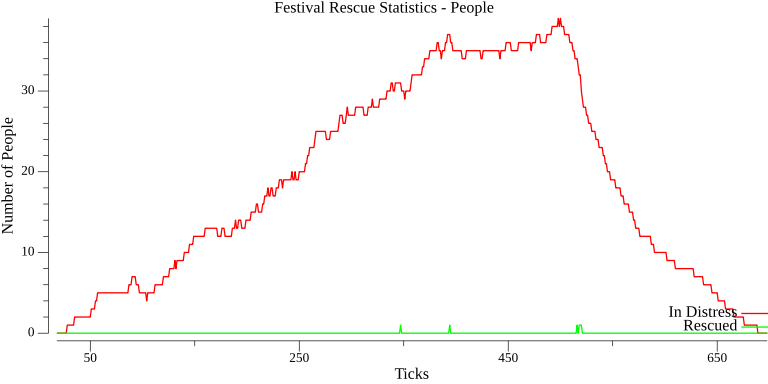 Festival Rescue Statistics - People
Number of People
30
20
10
0
In Distress
Rescued
50
250
450
650
Ticks